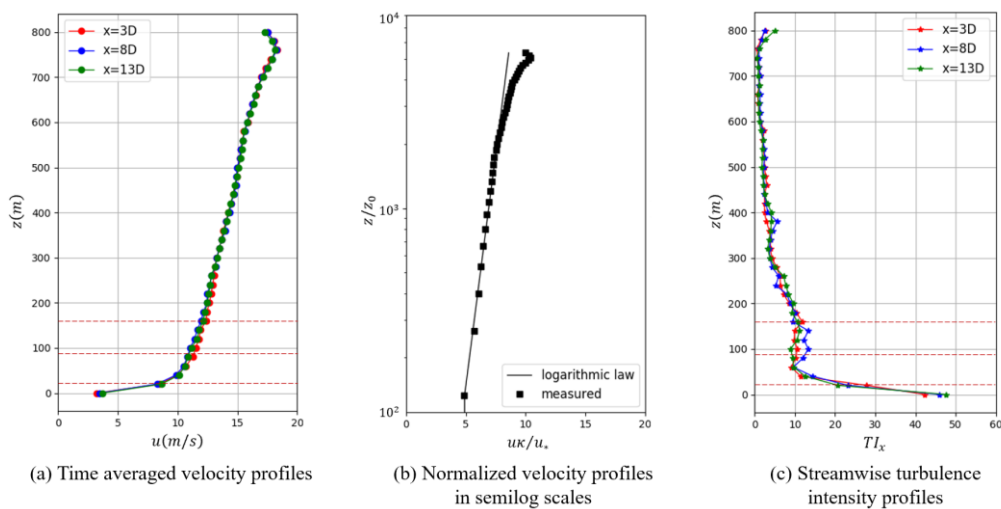 800
700
600
500
400
300
200
100
0
z(m)
x=3D
x=8D
x=13D
0 5 10 15 20
u(m/s)
(a) Time averaged velocity profiles
10⁴
10³
10²
z/z₀
logarithmic law
measured
0 5 10 15 20
uκ/u*
(b) Normalized velocity profiles
in semilog scales
800
700
600
500
400
300
200
100
0
z(m)
x=3D
x=8D
x=13D
0 10 20 30 40 50 60
TIₓ
(c) Streamwise turbulence
intensity profiles